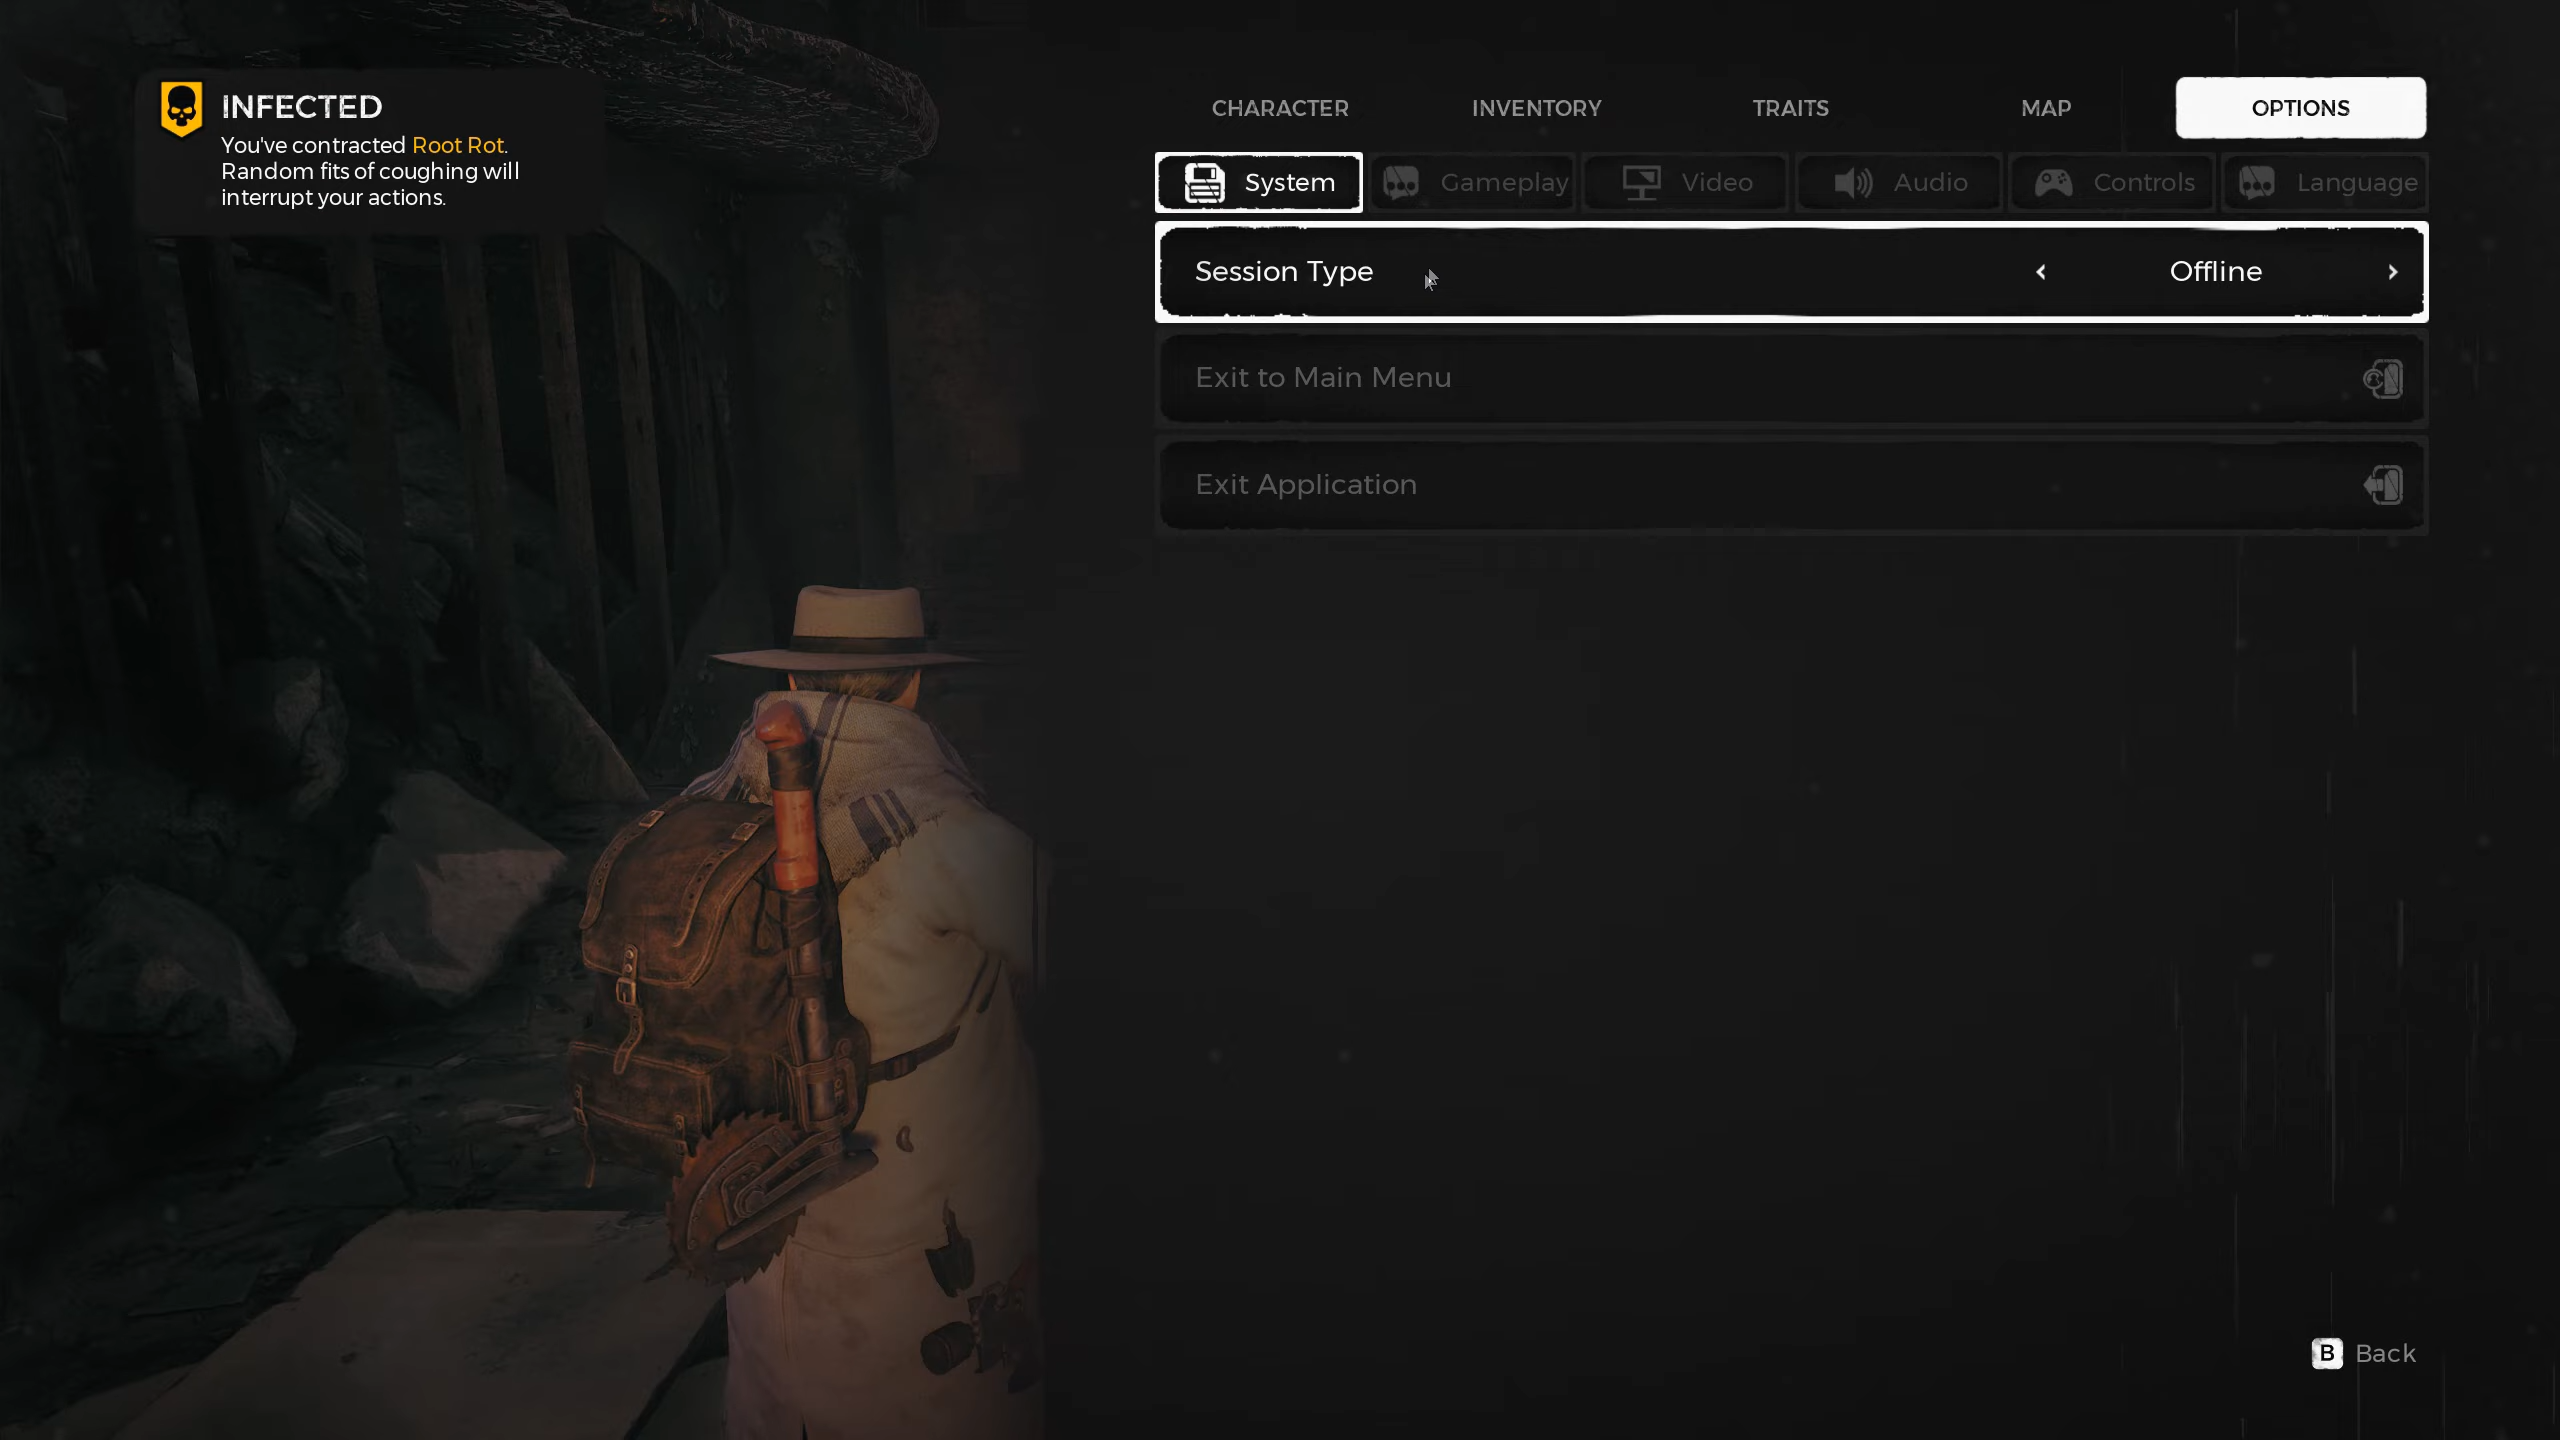 INFECTED
You've contracted Root Rot.
Random fits of coughing will
interrupt your actions.
CHARACTER INVENTORY TRAITS MAP OPTIONS
System Gameplay Video Audio Controls Language
Session Type Offline
Exit to Main Menu
Exit Application
B Back